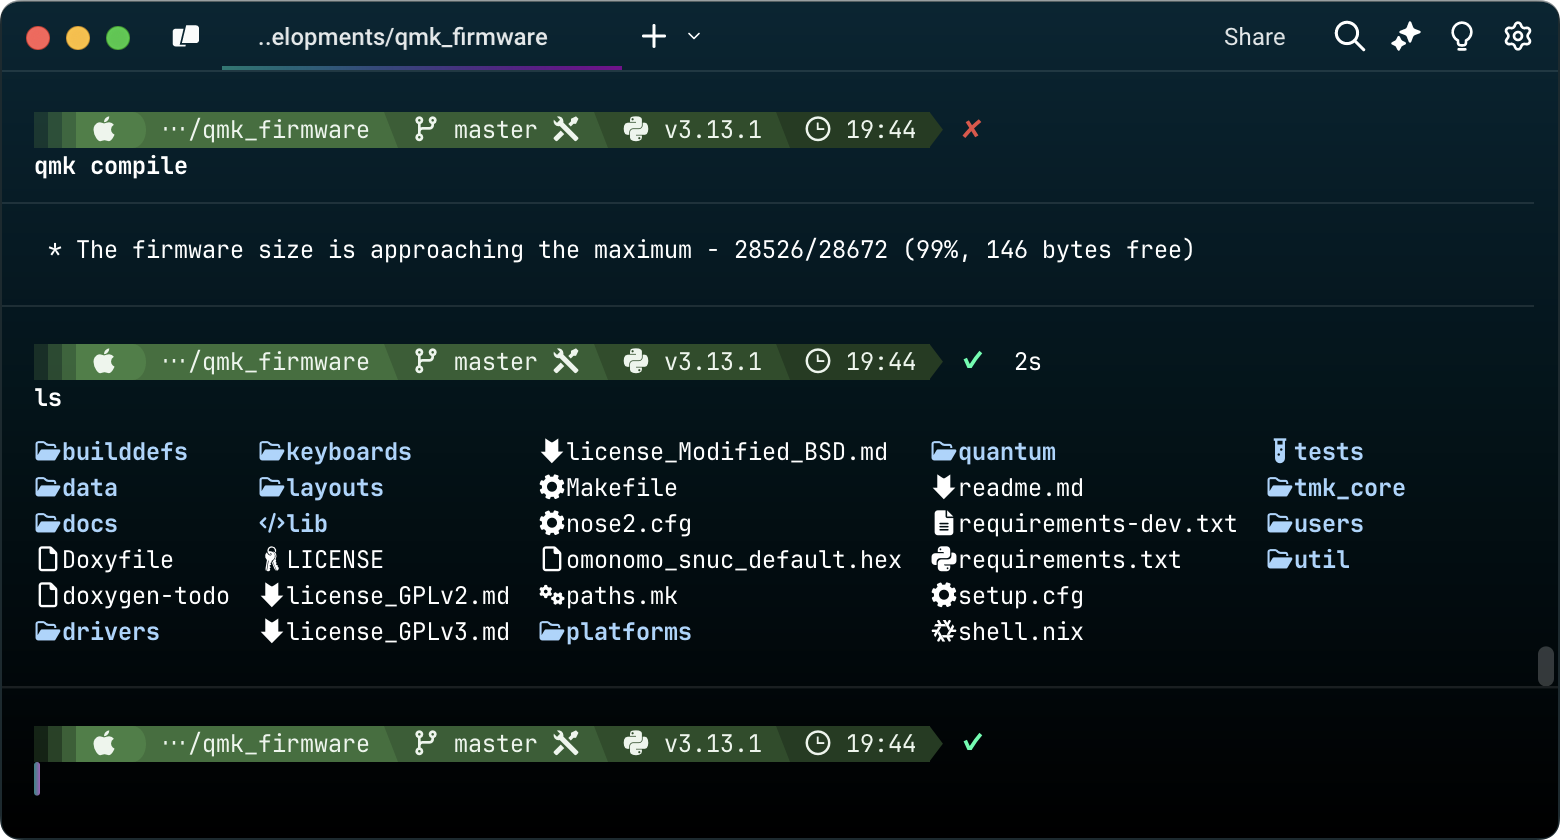 ..elopments/qmk_firmware Share
…/qmk_firmware master v3.13.1 19:44 ✘
qmk compile
* The firmware size is approaching the maximum - 28526/28672 (99%, 146 bytes free)
…/qmk_firmware master v3.13.1 19:44 ✔ 2s
ls
builddefs keyboards license_Modified_BSD.md quantum tests
data layouts Makefile readme.md tmk_core
docs lib nose2.cfg requirements-dev.txt users
Doxyfile LICENSE omonomo_snuc_default.hex requirements.txt util
doxygen-todo license_GPLv2.md paths.mk setup.cfg
drivers license_GPLv3.md platforms shell.nix
…/qmk_firmware master v3.13.1 19:44 ✔